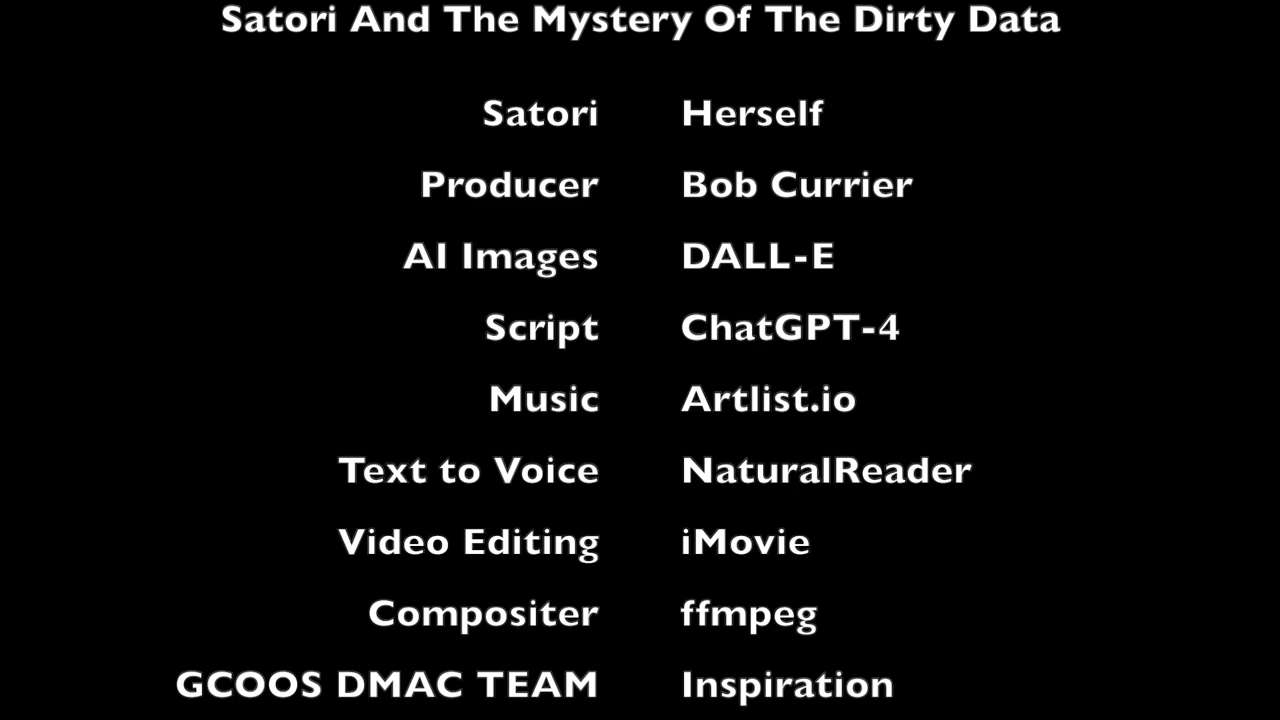 Satori And The Mystery Of The Dirty Data
Satori Herself
Producer Bob Currier
AI Images DALL-E
Script ChatGPT-4
Music Artlist.io
Text to Voice NaturalReader
Video Editing iMovie
Compositer ffmpeg
GCOOS DMAC TEAM Inspiration